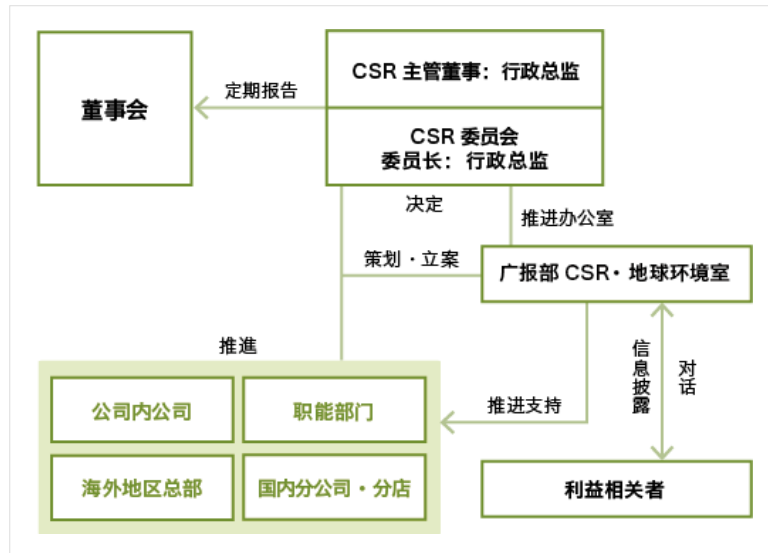 董事会
定期报告
CSR 主管董事：行政总监
CSR 委员会
委员长：行政总监
决定
推进办公室
策划·立案
广报部 CSR·地球环境室
推進
公司内公司
职能部门
海外地区总部
国内分公司·分店
推进支持
信息披露
对话
利益相关者